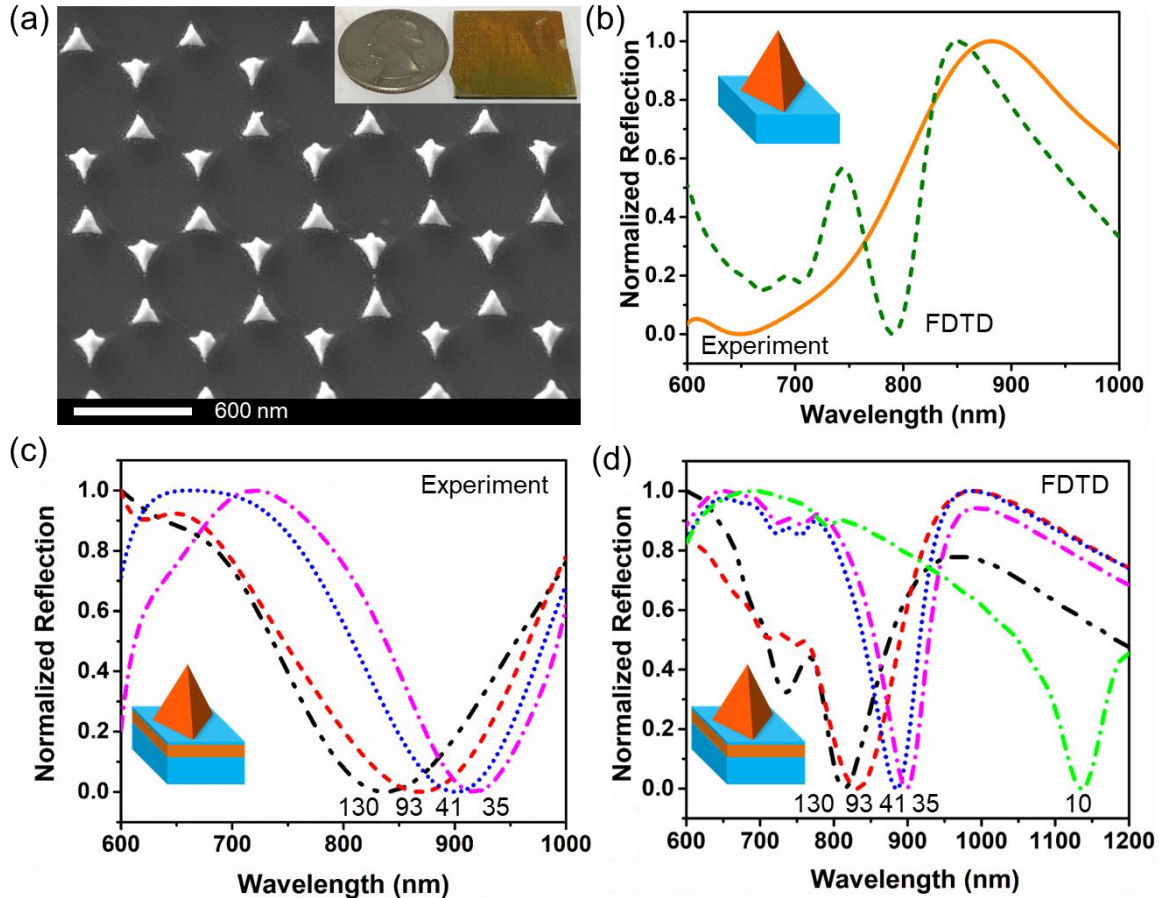 (a)
600 nm
(b)
Normalized Reflection
1.0
0.8
0.6
0.4
0.2
0.0
Experiment
FDTD
600 700 800 900 1000
Wavelength (nm)
(c)
Normalized Reflection
1.0
0.8
0.6
0.4
0.2
0.0
Experiment
130 93 41 35
600 700 800 900 1000
Wavelength (nm)
(d)
Normalized Reflection
1.0
0.8
0.6
0.4
0.2
0.0
FDTD
130 93 41 35 10
600 700 800 900 1000 1100 1200
Wavelength (nm)